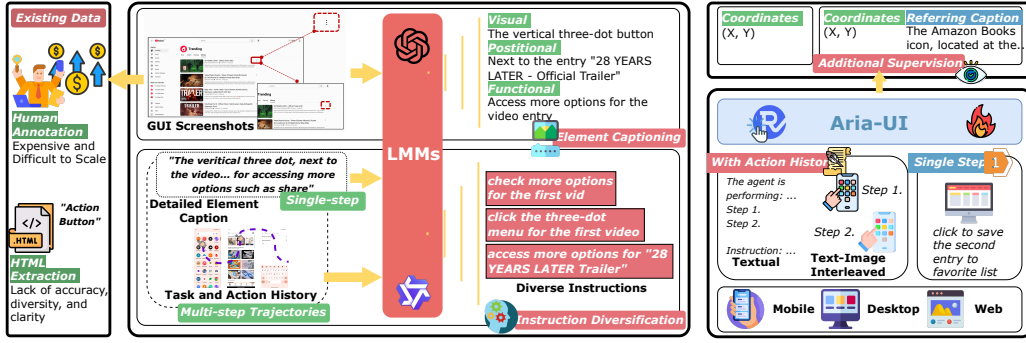 Existing Data
Human
Annotation
Expensive and
Difficult to Scale
"Action
Button"
</>
.HTML
HTML
Extraction
Lack of accuracy,
diversity, and
clarity
Trending
GUI Screenshots
LMMs
Visual
The vertical three-dot button
Postitional
Next to the entry "28 YEARS
LATER - Official Trailer"
Functional
Access more options for the
video entry
Element Captioning
"The veritical three dot, next to
the video... for accessing more
options such as share"
Single-step
Detailed Element
Caption
Task and Action History
Multi-step Trajectories
check more options
for the first vid
click the three-dot
menu for the first video
access more options for "28
YEARS LATER Trailer"
Diverse Instructions
Instruction Diversification
Coordinates
(X, Y)
Coordinates
(X, Y)
Referring Caption
The Amazon Books
icon, located at the..
Additional Supervision
Aria-UI
With Action Histor
The agent is
performing: ...
Step 1.
Step 2.
Instruction: ...
Textual
Step 1.
Step 2.
Text-Image
Interleaved
Single Step
1
click to save
the second
entry to
favorite list
Mobile
Desktop
Web